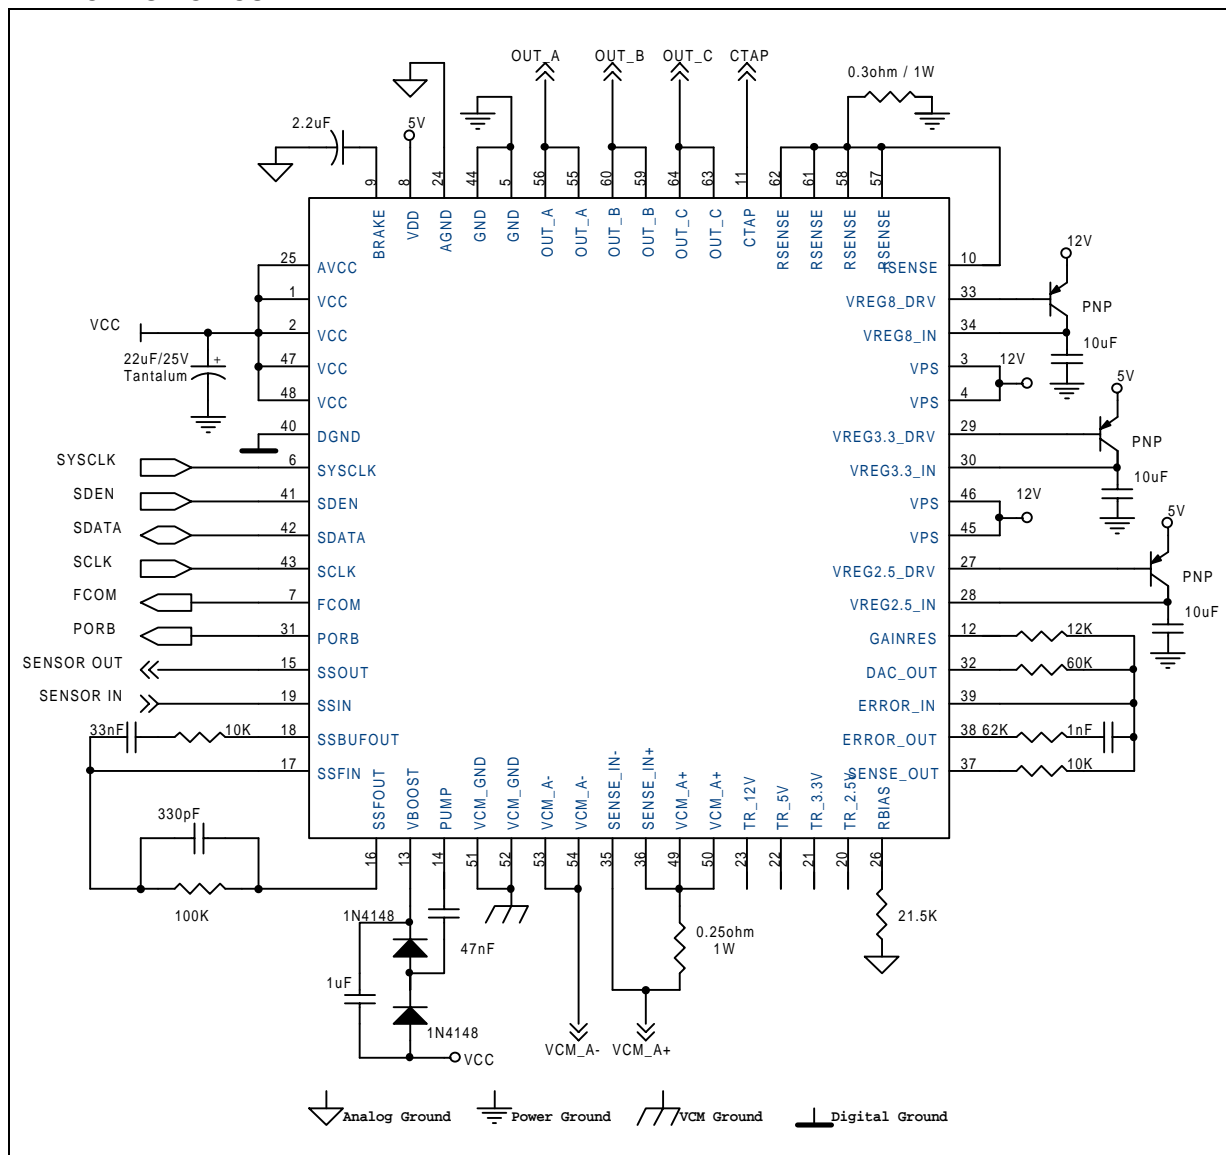 OUT_A OUT_B OUT_C CTAP
0.3ohm / 1W
2.2uF 5V
9 8 24 44 5 56 55 60 59 64 63 11 62 61 58 57
BRAKE VDD AGND GND GND OUT_A OUT_A OUT_B OUT_B OUT_C OUT_C CTAP RSENSE RSENSE RSENSE RSENSE
25 AVCC
1 VCC
VCC 2 VCC
22uF/25V +
Tantalum
47 VCC
48 VCC
40 DGND
SYSCLK 6 SYSCLK
SDEN 41 SDEN
SDATA 42 SDATA
SCLK 43 SCLK
FCOM 7 FCOM
PORB 31 PORB
SENSOR OUT 15 SSOUT
SENSOR IN 19 SSIN
33nF 10K 18 SSBUFOUT
17 SSFIN
ISENSE 10
12V
VREG8_DRV 33 PNP
VREG8_IN 34
10uF
VPS 3 12V
VPS 4
5V
VREG3.3_DRV 29 PNP
VREG3.3_IN 30
10uF
VPS 46 12V
VPS 45
5V
VREG2.5_DRV 27 PNP
VREG2.5_IN 28
10uF
GAINRES 12 12K
DAC_OUT 32 60K
ERROR_IN 39
ERROR_OUT 38 62K 1nF
SENSE_OUT 37 10K
SSFOUT VBOOST PUMP VCM_GND VCM_GND VCM_A- VCM_A- SENSE_IN- SENSE_IN+ VCM_A+ VCM_A+ TR_12V TR_5V TR_3.3V TR_2.5V RBIAS
16 13 14 51 52 53 54 35 36 49 50 23 22 21 20 26
330pF
100K
1N4148
47nF
1uF
1N4148
VCC
0.25ohm
1W
21.5K
VCM_A- VCM_A+
Analog Ground Power Ground VCM Ground Digital Ground